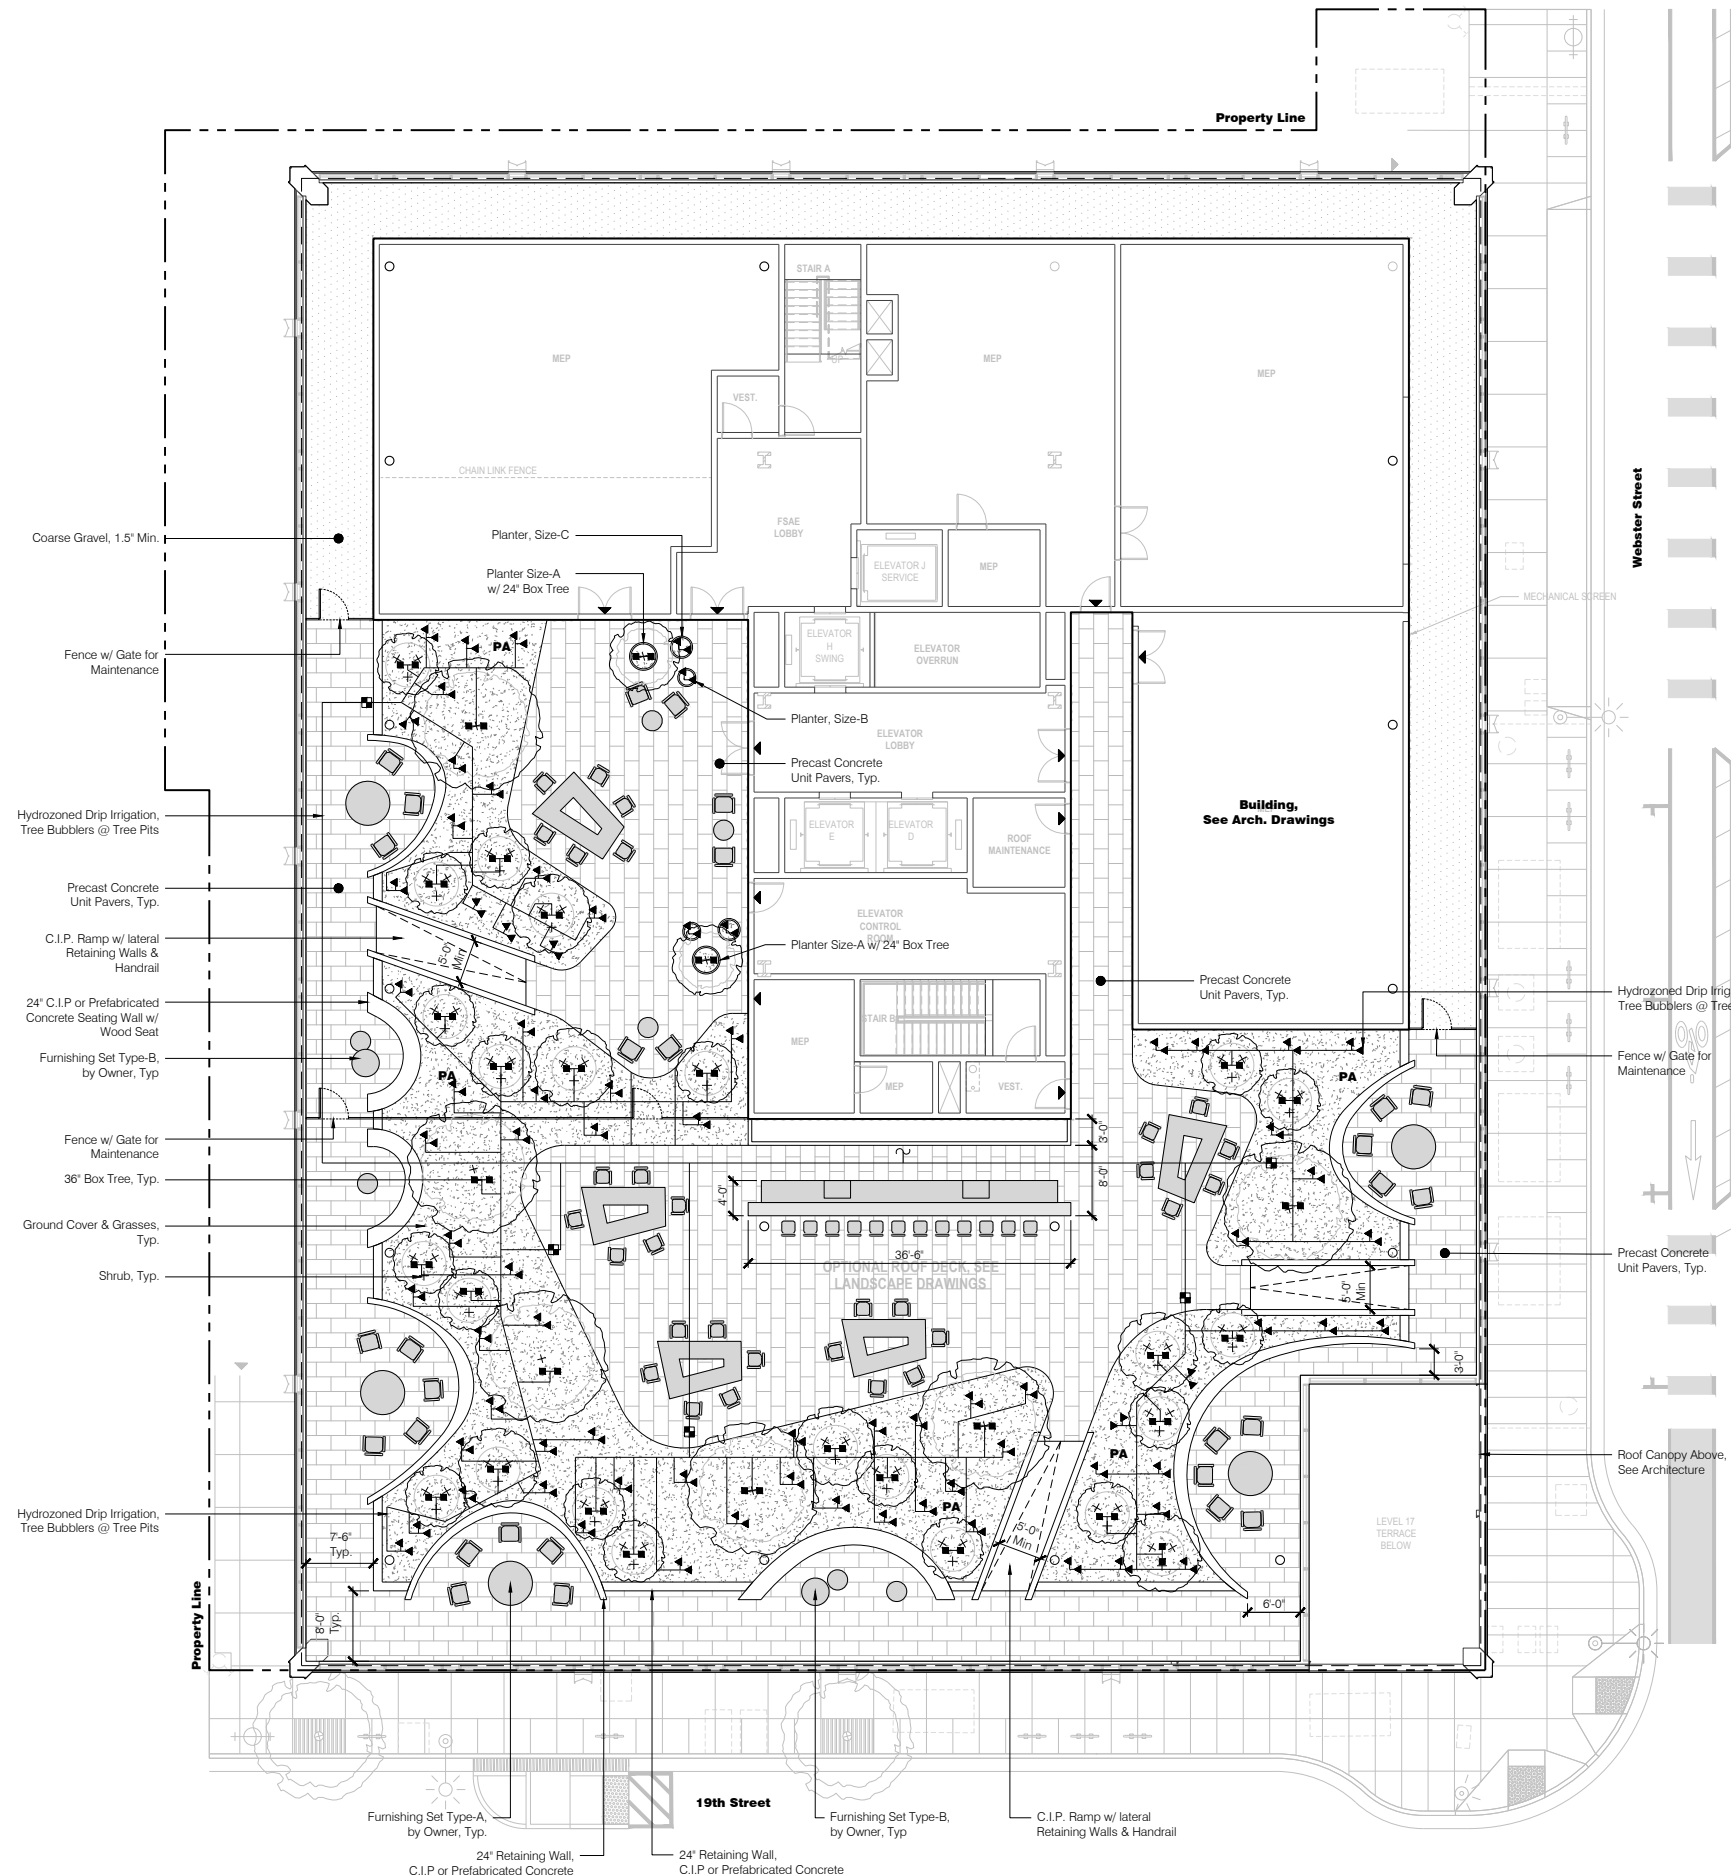 Property Line
STAIR A
UP
MEP
MEP
MEP
VEST.
CHAIN LINK FENCE
FSAE
LOBBY
Webster Street
Coarse Gravel, 1.5" Min.
Planter, Size-C
Planter Size-A
w/ 24" Box Tree
ELEVATOR J
SERVICE
MEP
MECHANICAL SCREEN
Fence w/ Gate for
Maintenance
PA
ELEVATOR
H
SWING
ELEVATOR
OVERRUN
Planter, Size-B
ELEVATOR
LOBBY
Precast Concrete
Unit Pavers, Typ.
Hydrozoned Drip Irrigation,
Tree Bubblers @ Tree Pits
ELEVATOR
E
ELEVATOR
D
ROOF
MAINTENANCE
Building,
See Arch. Drawings
Precast Concrete
Unit Pavers, Typ.
C.I.P. Ramp w/ lateral
Retaining Walls &
Handrail
5'-0"
Min
ELEVATOR
CONTROL
ROOM
Planter Size-A w/ 24" Box Tree
Precast Concrete
Unit Pavers, Typ.
24" C.I.P or Prefabricated
Concrete Seating Wall w/
Wood Seat
Hydrozoned Drip Irrig
Tree Bubblers @ Tree
STAIR B
MEP
Furnishing Set Type-B,
by Owner, Typ
PA
MEP
VEST.
PA
Fence w/ Gate for
Maintenance
Fence w/ Gate for
Maintenance
3'-0"
8'-0"
4'-0"
36" Box Tree, Typ.
Ground Cover & Grasses,
Typ.
36'-6"
OPTIONAL ROOF DECK, SEE
LANDSCAPE DRAWINGS
Shrub, Typ.
5'-0"
Min
Precast Concrete
Unit Pavers, Typ.
3'-0"
PA
Roof Canopy Above,
See Architecture
Hydrozoned Drip Irrigation,
Tree Bubblers @ Tree Pits
PA
7'-6"
Typ.
5'-0"
Min
LEVEL 17
TERRACE
BELOW
Property Line
8'-0"
Typ.
6'-0"
19th Street
Furnishing Set Type-A,
by Owner, Typ.
Furnishing Set Type-B,
by Owner, Typ
C.I.P. Ramp w/ lateral
Retaining Walls & Handrail
24" Retaining Wall,
C.I.P or Prefabricated Concrete
24" Retaining Wall,
C.I.P or Prefabricated Concrete